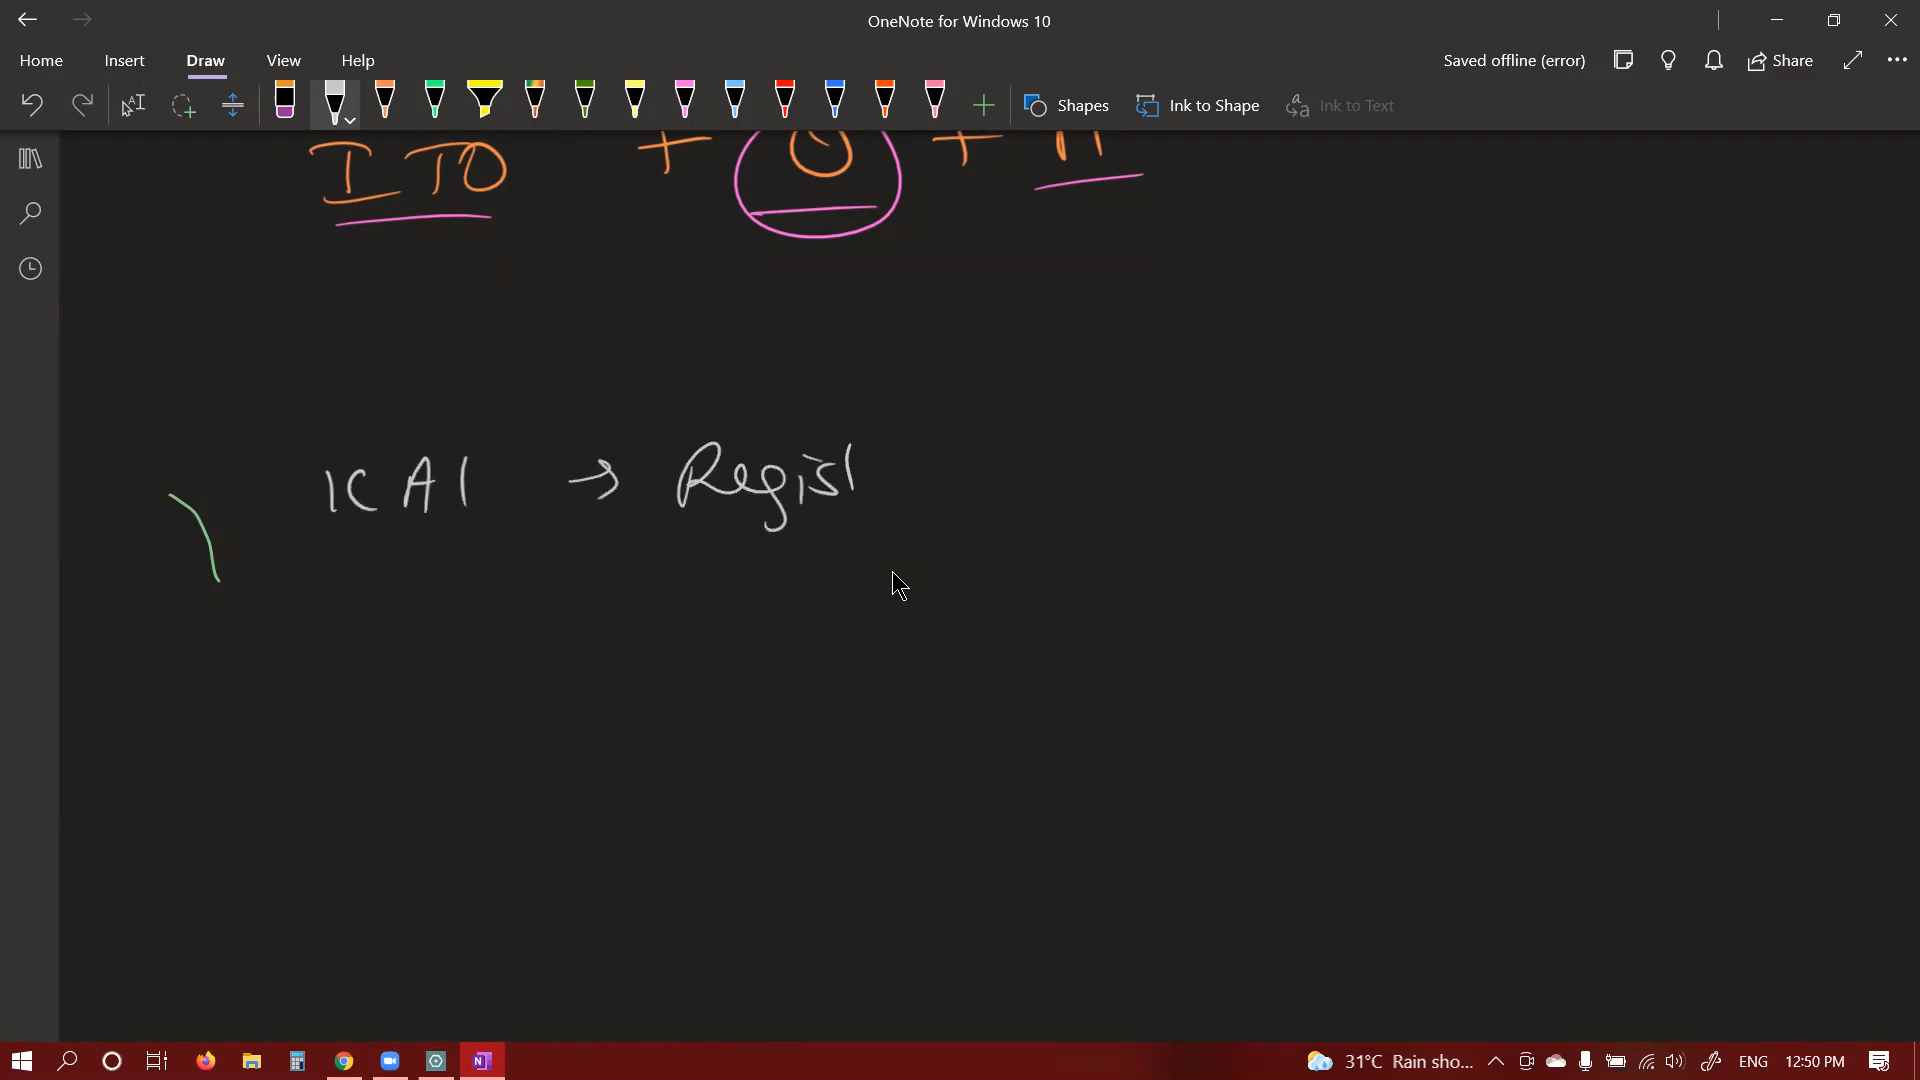 OneNote for Windows 10
Home Insert Draw View Help Saved offline (error) Share
Shapes Ink to Shape Ink to Text
ITO +  +
ICAI → Regist
31°C Rain sho... ENG 12:50 PM